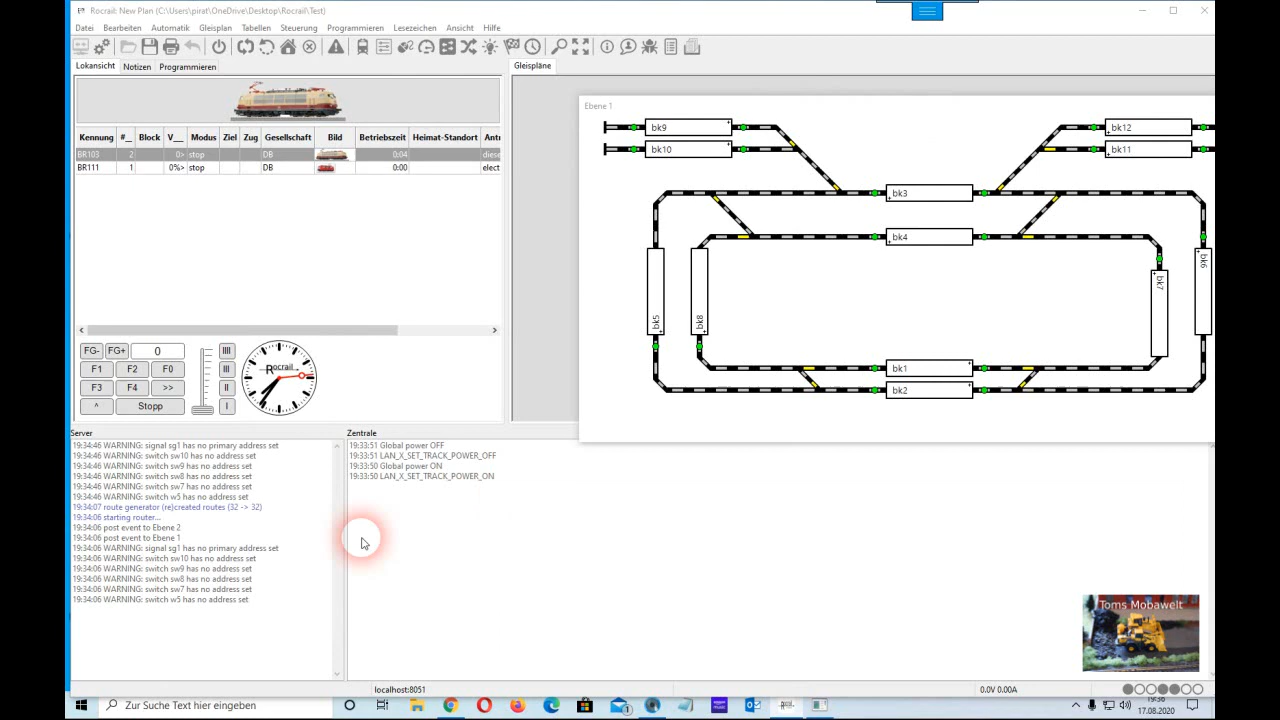 Rocrail: New Plan (C:\Users\pirat\OneDrive\Desktop\Rocrail\Test)
Datei Bearbeiten Automatik Gleisplan Tabellen Steuerung Programmieren Lesezeichen Ansicht Hilfe
Lokansicht Notizen Programmieren
Gleispläne
Kennung #_ Block V__ Modus Ziel Zug Gesellschaft Bild Betriebszeit Heimat-Standort Antr
BR103 2 0> stop DB 0:04 diese
BR111 1 0%> stop DB 0:00 elect
Ebene 1
bk9
bk12
bk10
bk11
bk3
bk4
bk5
bk8
bk7
bk6
bk1
bk2
FG- FG+ 0 IIII
F1 F2 F0 III
F3 F4 >> II
^ Stopp I
Rocrail
Server
19:34:46 WARNING: signal sg1 has no primary address set
19:34:46 WARNING: switch sw10 has no address set
19:34:46 WARNING: switch sw9 has no address set
19:34:46 WARNING: switch sw8 has no address set
19:34:46 WARNING: switch sw7 has no address set
19:34:46 WARNING: switch w5 has no address set
19:34:07 route generator (re)created routes (32 -> 32)
19:34:06 starting router...
19:34:06 post event to Ebene 2
19:34:06 post event to Ebene 1
19:34:06 WARNING: signal sg1 has no primary address set
19:34:06 WARNING: switch sw10 has no address set
19:34:06 WARNING: switch sw9 has no address set
19:34:06 WARNING: switch sw8 has no address set
19:34:06 WARNING: switch sw7 has no address set
19:34:06 WARNING: switch w5 has no address set
Zentrale
19:33:51 Global power OFF
19:33:51 LAN_X_SET_TRACK_POWER_OFF
19:33:50 Global power ON
19:33:50 LAN_X_SET_TRACK_POWER_ON
Toms Mobawelt
localhost:8051
0.0V 0.00A
Zur Suche Text hier eingeben
17.08.2020